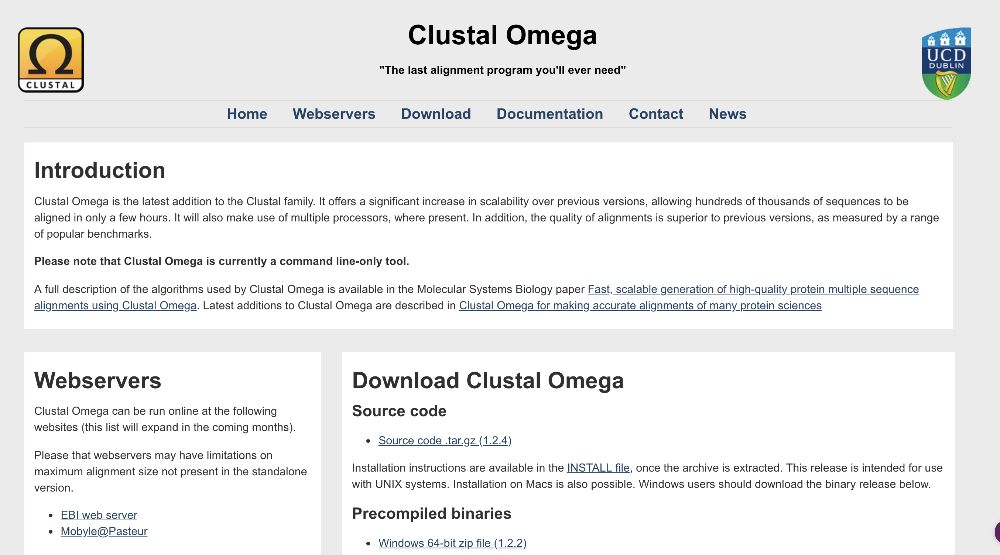 Ω
CLUSTAL
Clustal Omega
"The last alignment program you'll ever need"
UCD
DUBLIN
Home Webservers Download Documentation Contact News
Introduction
Clustal Omega is the latest addition to the Clustal family. It offers a significant increase in scalability over previous versions, allowing hundreds of thousands of sequences to be
aligned in only a few hours. It will also make use of multiple processors, where present. In addition, the quality of alignments is superior to previous versions, as measured by a range
of popular benchmarks.
Please note that Clustal Omega is currently a command line-only tool.
A full description of the algorithms used by Clustal Omega is available in the Molecular Systems Biology paper Fast, scalable generation of high-quality protein multiple sequence
alignments using Clustal Omega. Latest additions to Clustal Omega are described in Clustal Omega for making accurate alignments of many protein sciences
Webservers
Clustal Omega can be run online at the following
websites (this list will expand in the coming months).
Please that webservers may have limitations on
maximum alignment size not present in the standalone
version.
• EBI web server
• Mobyle@Pasteur
Download Clustal Omega
Source code
• Source code .tar.gz (1.2.4)
Installation instructions are available in the INSTALL file, once the archive is extracted. This release is intended for use
with UNIX systems. Installation on Macs is also possible. Windows users should download the binary release below.
Precompiled binaries
• Windows 64-bit zip file (1.2.2)